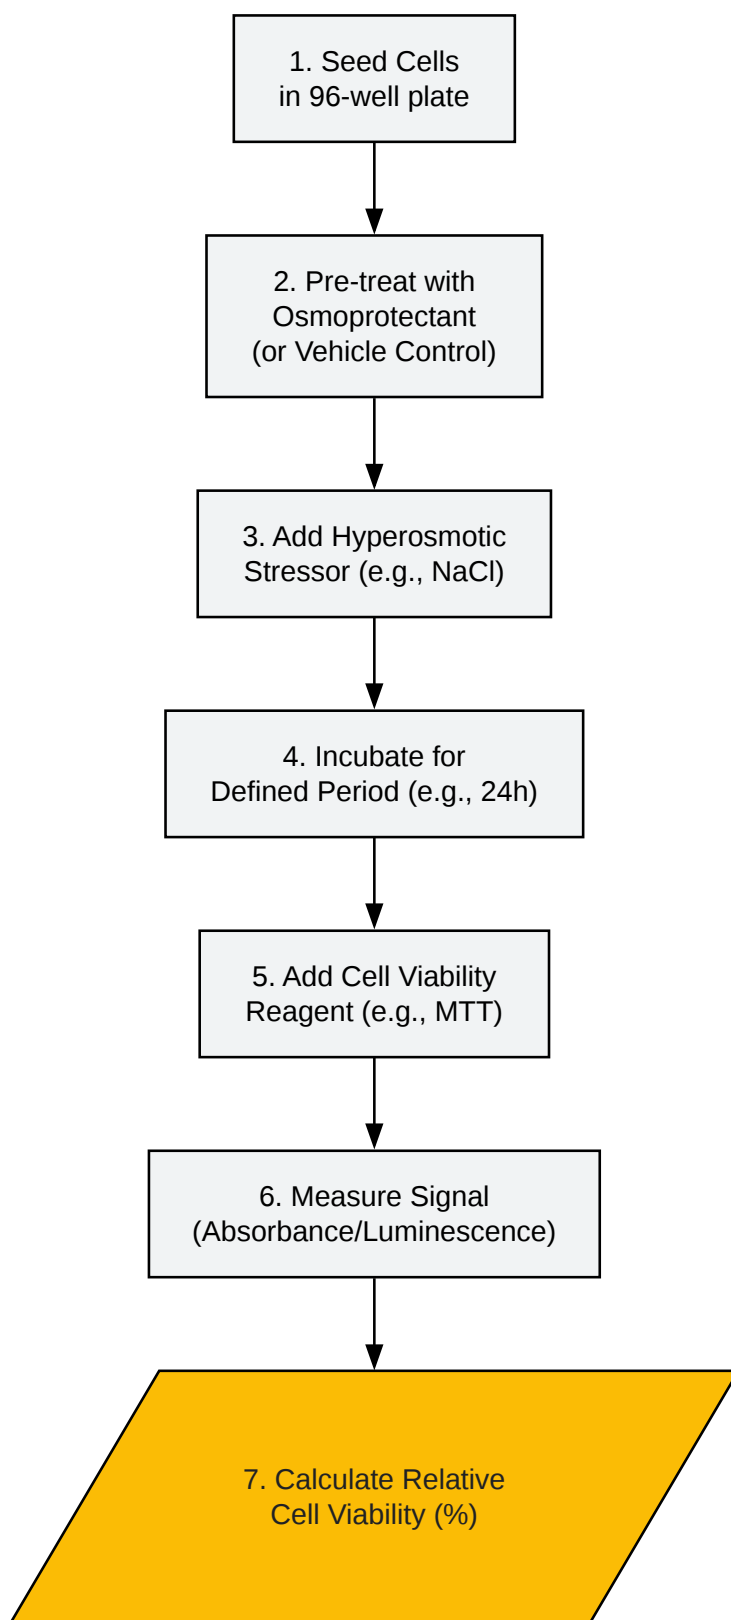 1. Seed Cells
in 96-well plate
2. Pre-treat with
Osmoprotectant
(or Vehicle Control)
3. Add Hyperosmotic
Stressor (e.g., NaCl)
4. Incubate for
Defined Period (e.g., 24h)
5. Add Cell Viability
Reagent (e.g., MTT)
6. Measure Signal
(Absorbance/Luminescence)
7. Calculate Relative
Cell Viability (%)